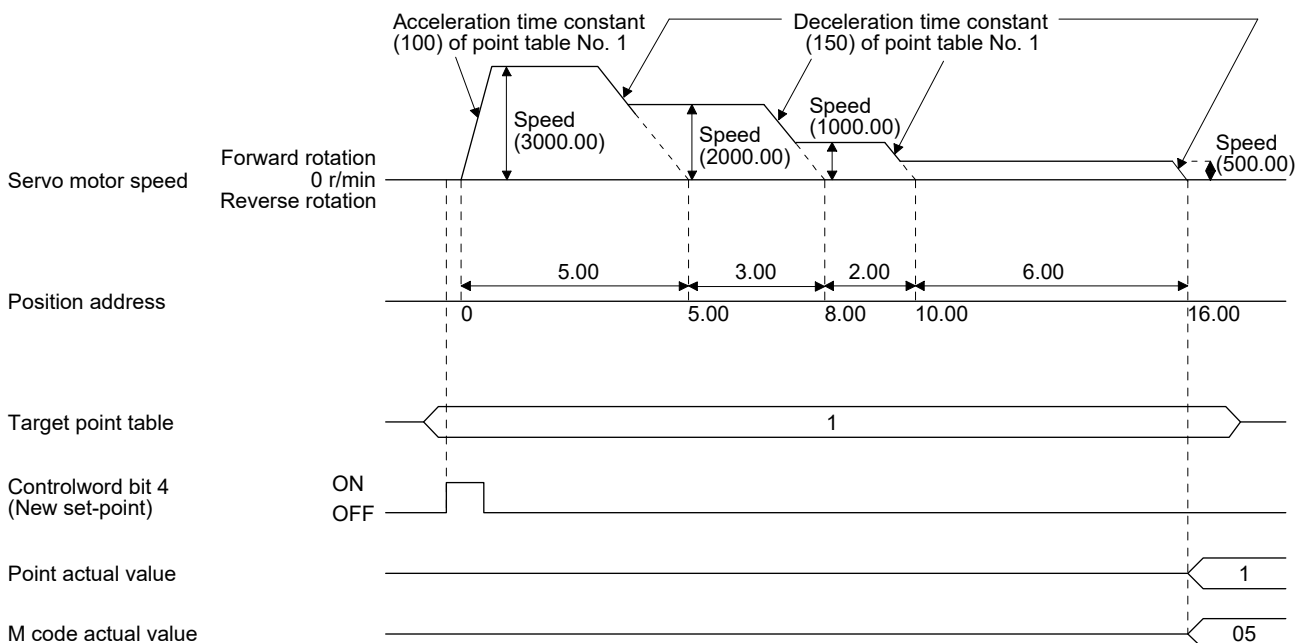 Acceleration time constant
(100) of point table No. 1
Deceleration time constant
(150) of point table No. 1
Speed
(3000.00)
Speed
(2000.00)
Speed
(1000.00)
Speed
(500.00)
Servo motor speed
Forward rotation
0 r/min
Reverse rotation
5.00
3.00
2.00
6.00
Position address
0
5.00
8.00
10.00
16.00
Target point table
1
Controlword bit 4
(New set-point)
ON
OFF
Point actual value
1
M code actual value
05